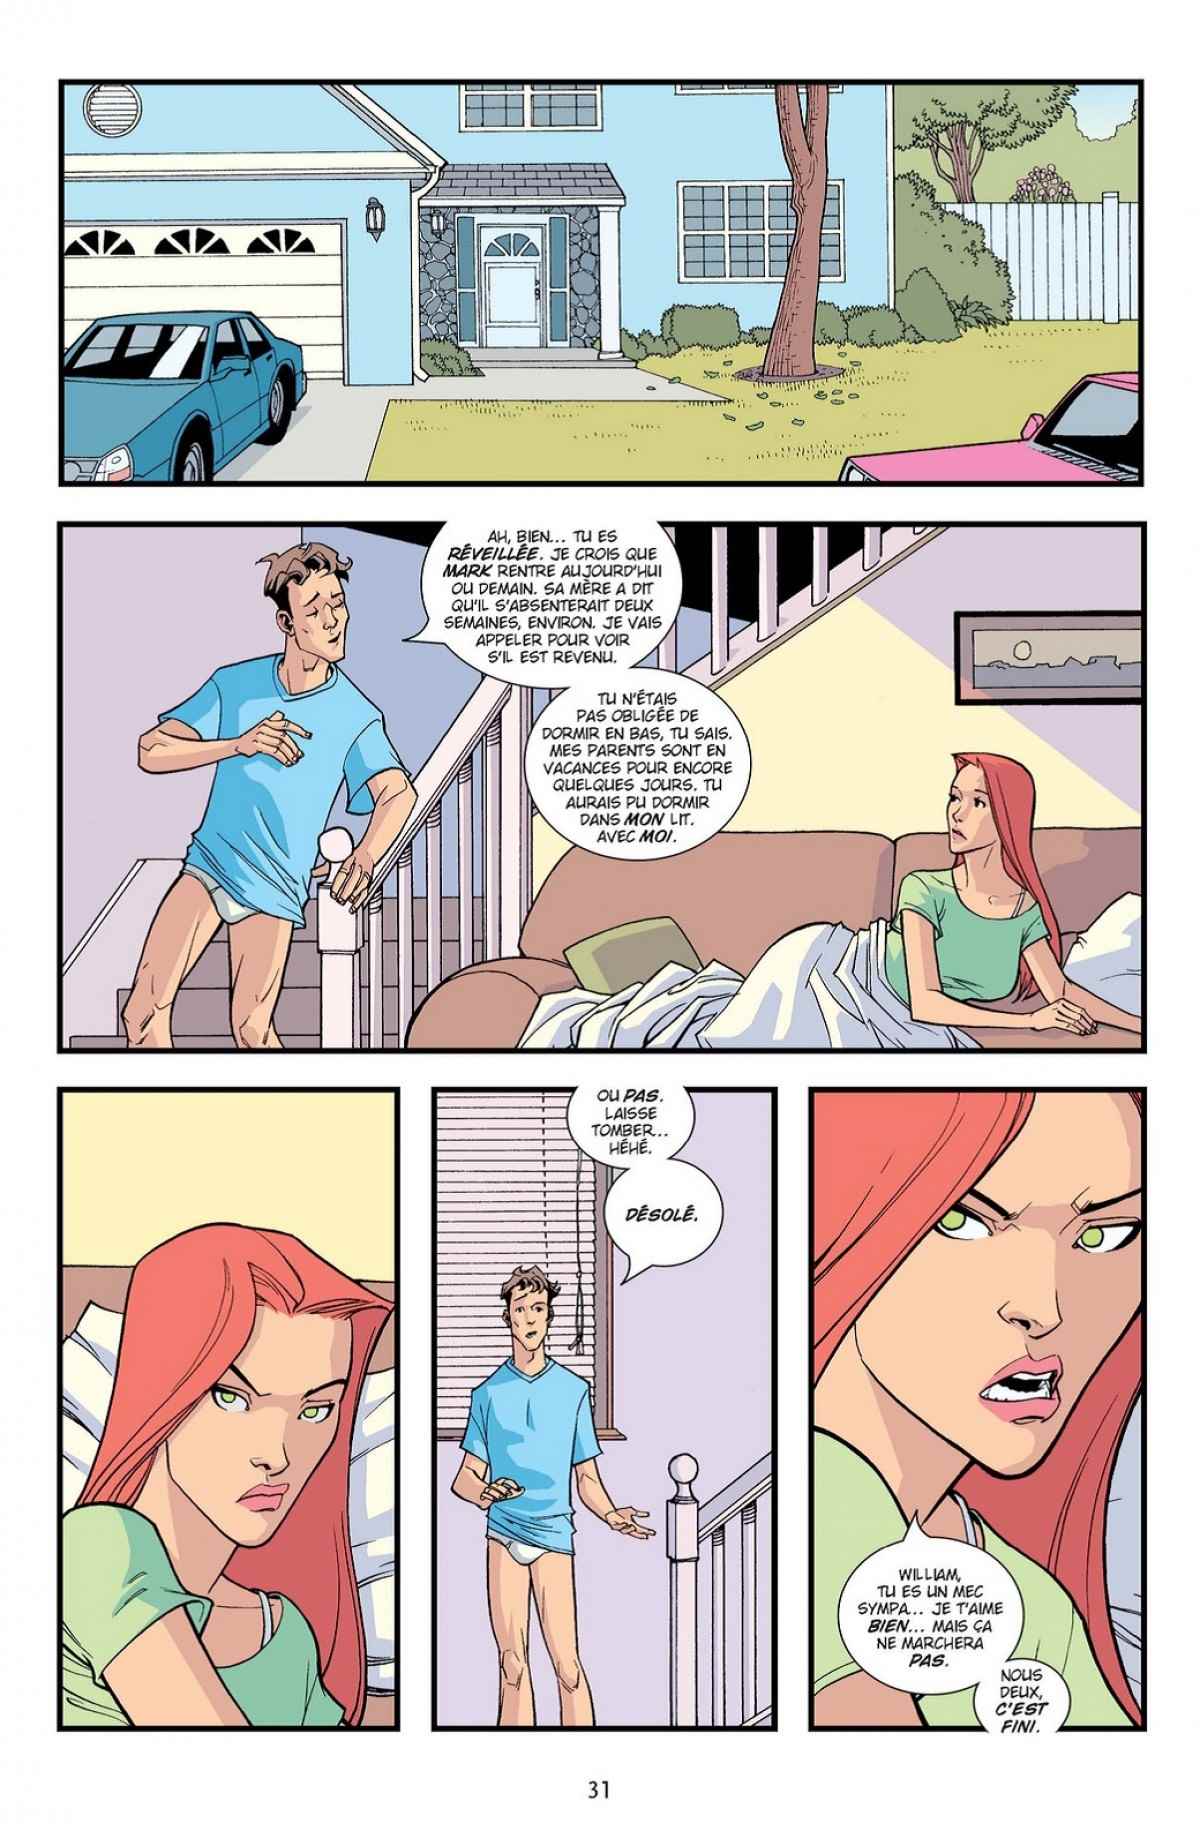 AH, BIEN... TU ES
RÉVEILLÉE. JE CROIS QUE
MARK RENTRE AUJOURD'HUI
OU DEMAIN. SA MÈRE A DIT
QU'IL S'ABSENTERAIT DEUX
SEMAINES, ENVIRON. JE VAIS
APPELER POUR VOIR
S'IL EST REVENU.
TU N'ÉTAIS
PAS OBLIGÉE DE
DORMIR EN BAS, TU SAIS.
MES PARENTS SONT EN
VACANCES POUR ENCORE
QUELQUES JOURS. TU
AURAIS PU DORMIR
DANS MON LIT.
AVEC MOI.
OU PAS.
LAISSE
TOMBER...
HÉHÉ.
DÉSOLÉ.
WILLIAM,
TU ES UN MEC
SYMPA... JE T'AIME
BIEN... MAIS ÇA
NE MARCHERA
PAS.
NOUS
DEUX,
C'EST
FINI.
31